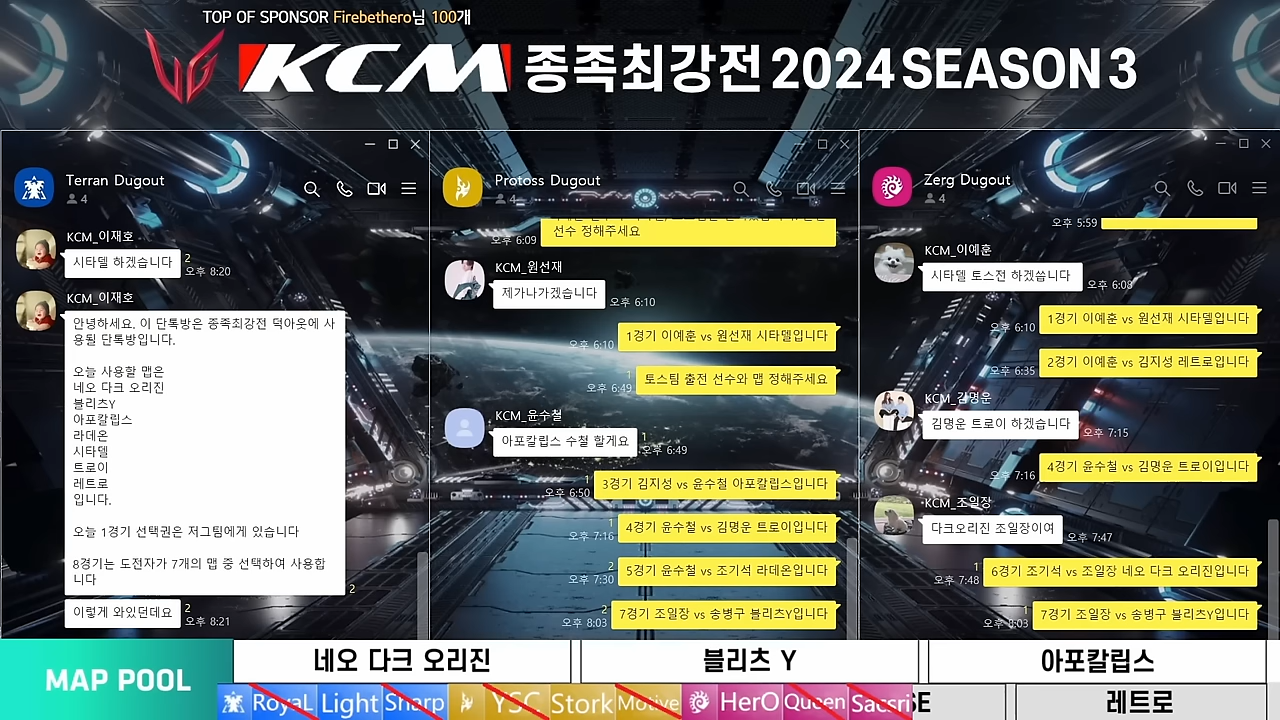 TOP OF SPONSOR Firebethero님 100개
KCM 종족최강전 2024 SEASON 3
Terran Dugout
4
KCM_이재호
시타델 하겠습니다
2
오후 8:20
KCM_이재호
안녕하세요. 이 단톡방은 종족최강전 덕아웃에 사
용될 단톡방입니다.
오늘 사용할 맵은
네오 다크 오리진
블리츠Y
아포칼립스
라데온
시타델
트로이
레트로
입니다.
오늘 1경기 선택권은 저그팀에게 있습니다
8경기는 도전자가 7개의 맵 중 선택하여 사용합
니다
2
이렇게 와있던데요
2
오후 8:21
Protoss Dugout
4
선수 정해주세요
오후 6:09
KCM_원선재
제가나가겠습니다
오후 6:10
1경기 이예훈 vs 원선재 시타델입니다
오후 6:10
토스팀 출전 선수와 맵 정해주세요
1
오후 6:49
KCM_윤수철
아포칼립스 수철 할게요
1
오후 6:49
3경기 김지성 vs 윤수철 아포칼립스입니다
1
오후 6:50
4경기 윤수철 vs 김명운 트로이입니다
1
오후 7:16
5경기 윤수철 vs 조기석 라데온입니다
2
오후 7:30
7경기 조일장 vs 송병구 블리츠Y입니다
2
오후 8:03
Zerg Dugout
4
오후 5:59
KCM_이예훈
시타델 토스전 하겠씁니다
오후 6:08
1경기 이예훈 vs 원선재 시타델입니다
오후 6:10
2경기 이예훈 vs 김지성 레트로입니다
오후 6:35
KCM_김명운
김명운 트로이 하겠습니다
오후 7:15
4경기 윤수철 vs 김명운 트로이입니다
오후 7:16
KCM_조일장
다크오리진 조일장이여
오후 7:47
6경기 조기석 vs 조일장 네오 다크 오리진입니다
1
오후 7:48
7경기 조일장 vs 송병구 블리츠Y입니다
1
오후 8:03
MAP POOL
네오 다크 오리진
블리츠 Y
아포칼립스
RoyaL Light Sharp YSC Stork Motive HerO Queen Sacsri
SE
레트로